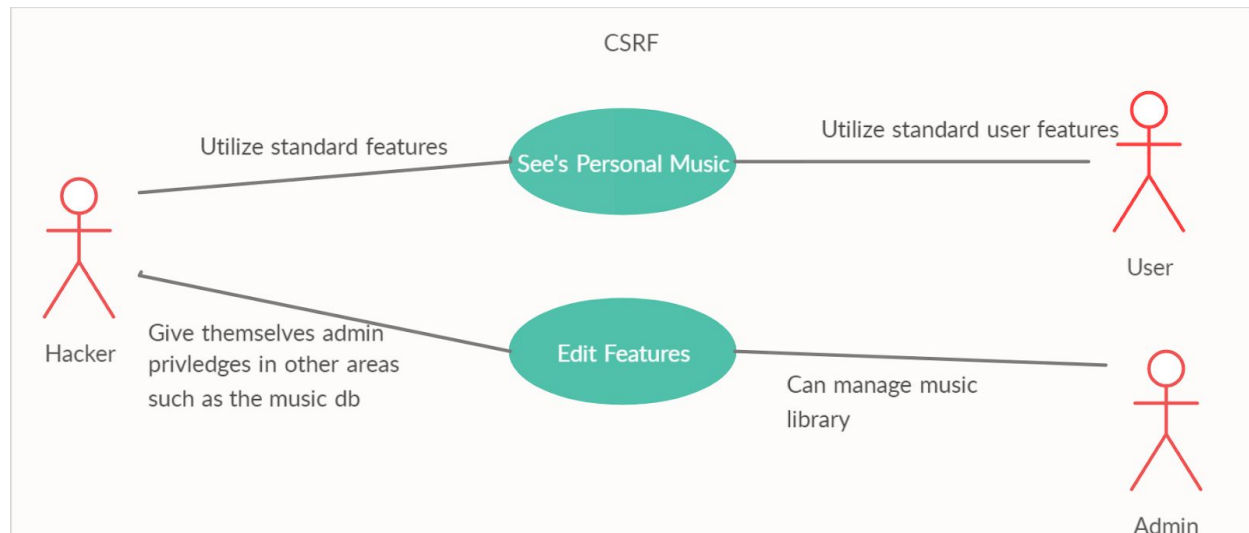 CSRF
Utilize standard features
See's Personal Music
Utilize standard user features
Hacker
User
Give themselves admin
privledges in other areas
such as the music db
Edit Features
Can manage music
library
Admin